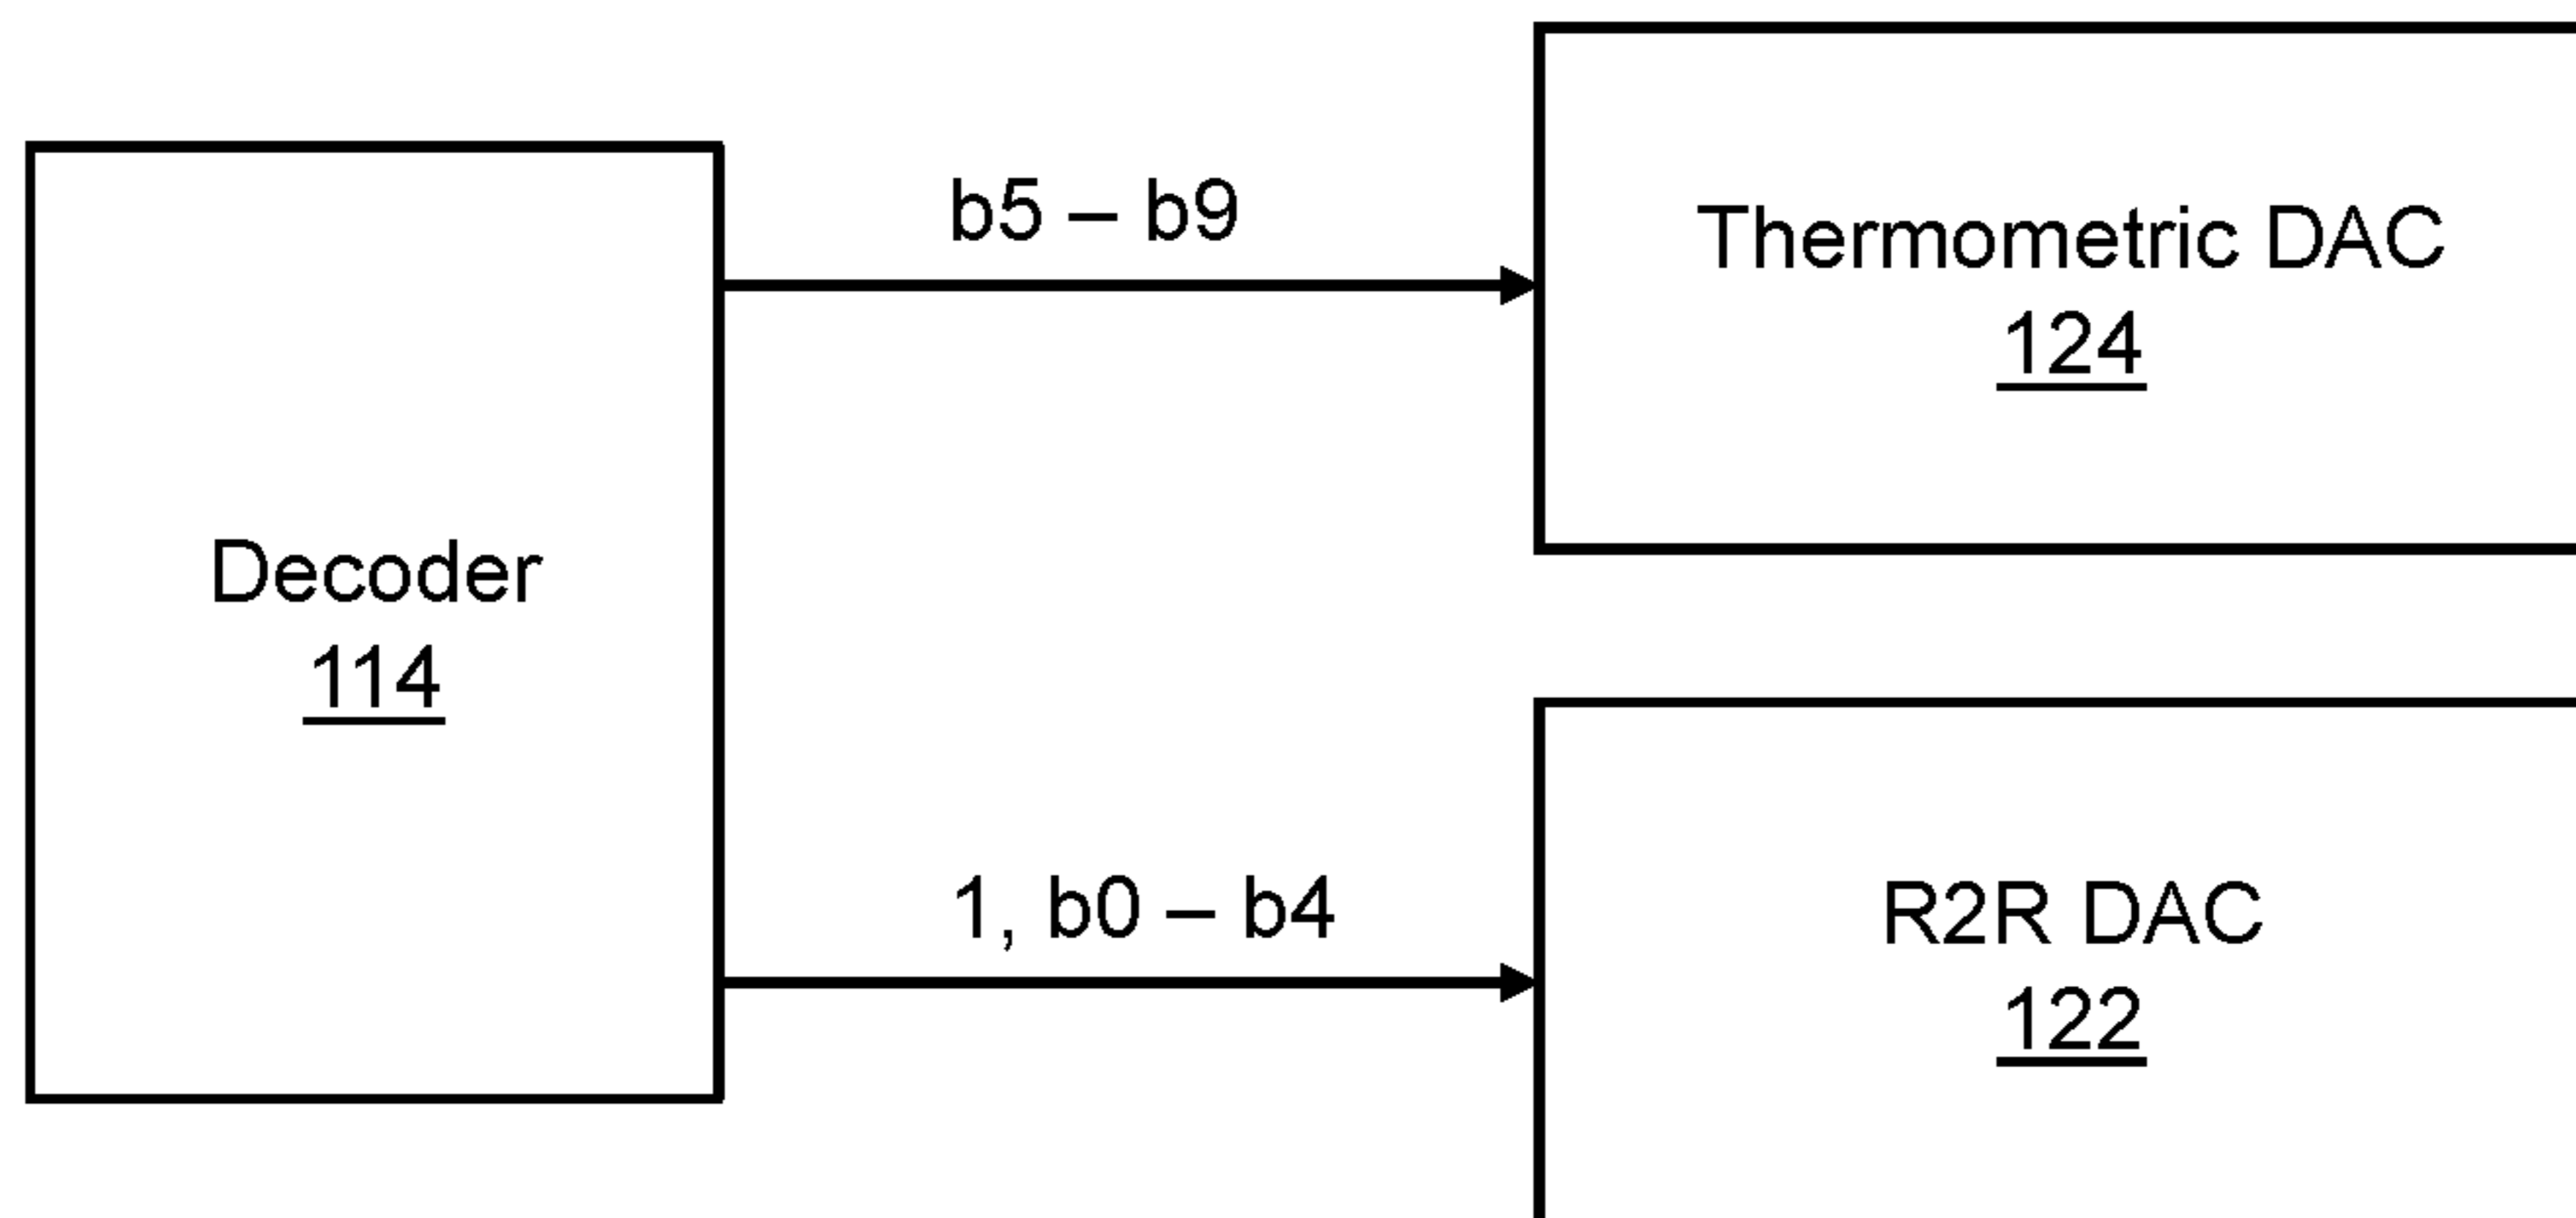 b5 – b9
Thermometric DAC
124
Decoder
114
1, b0 – b4
R2R DAC
122